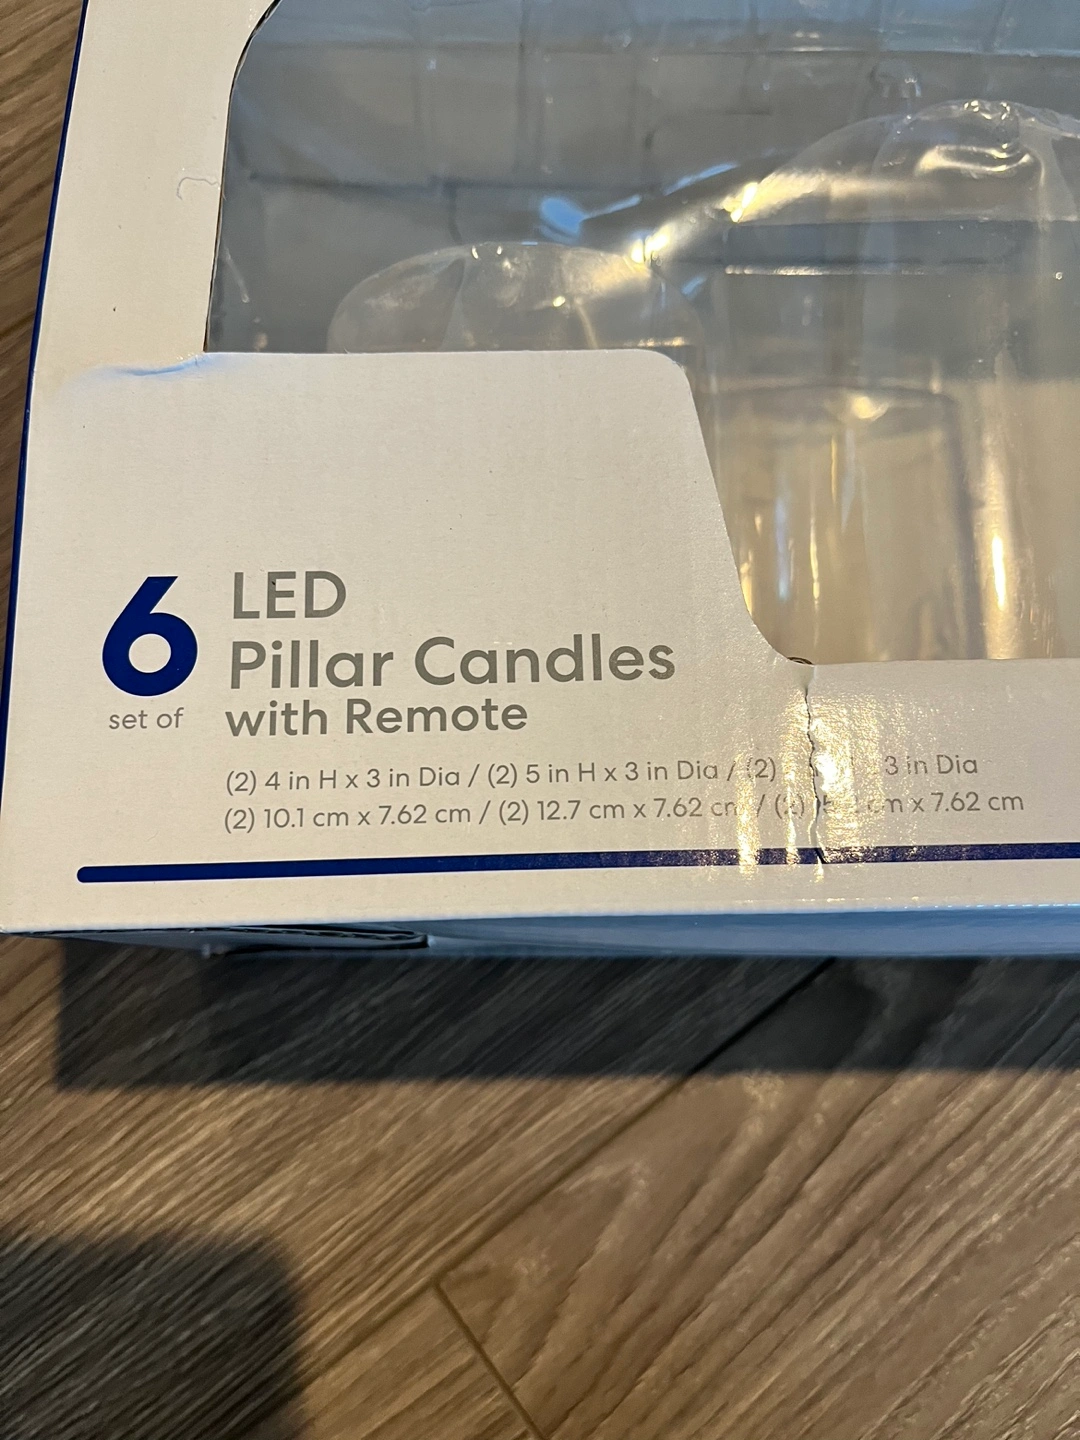 6
set of
LED
Pillar Candles
with Remote
(2) 4 in H x 3 in Dia / (2) 5 in H x 3 in Dia / (2) 3 in Dia
(2) 10.1 cm x 7.62 cm / (2) 12.7 cm x 7.62 cm / (2) cm x 7.62 cm